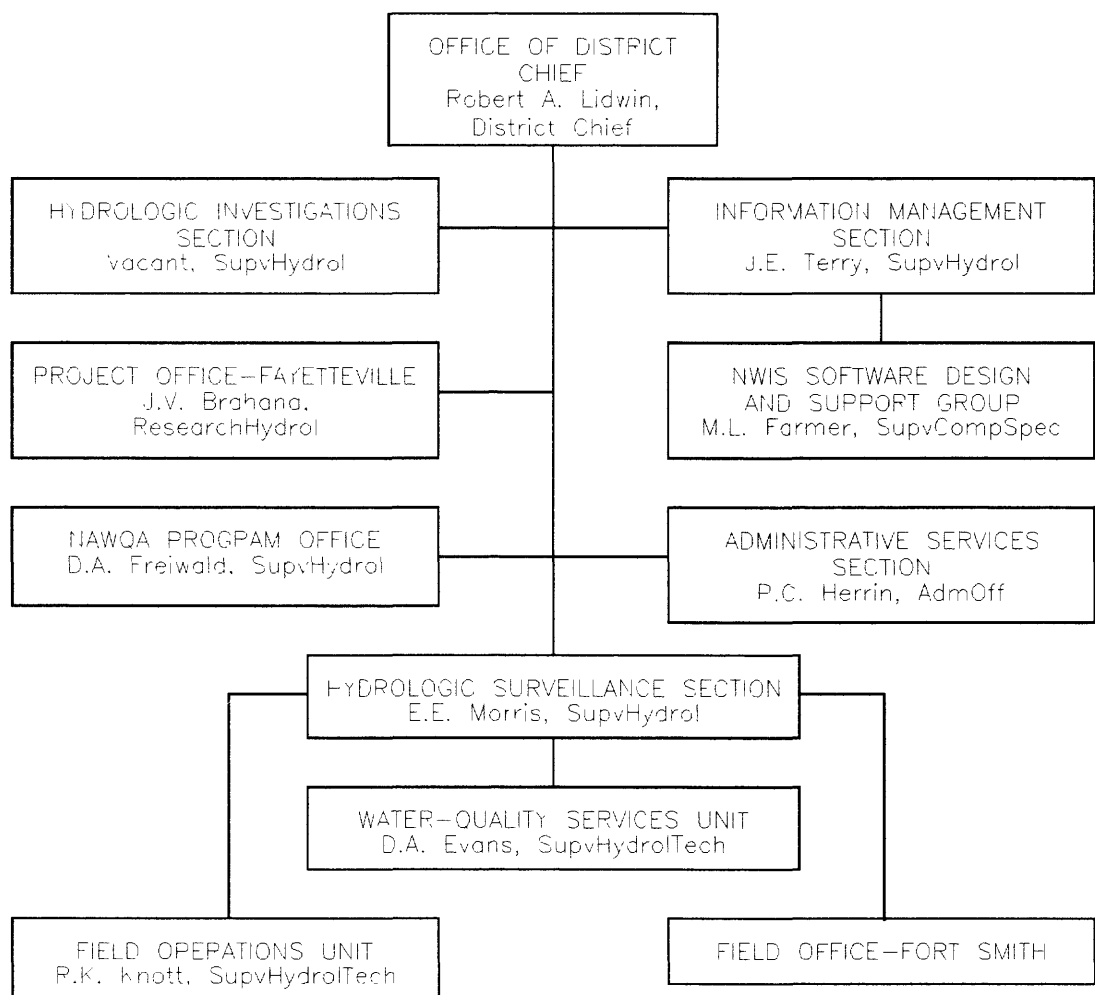 OFFICE OF DISTRICT
CHIEF
Robert A. Lidwin,
District Chief
HYDROLOGIC INVESTIGATIONS
SECTION
Vacant, SupvHydrol
INFORMATION MANAGEMENT
SECTION
J.E. Terry, SupvHydrol
PROJECT OFFICE-FAYETTEVILLE
J.V. Brahana,
ResearchHydrol
NWIS SOFTWARE DESIGN
AND SUPPORT GROUP
M.L. Farmer, SupvCompSpec
NAWQA PROGRAM OFFICE
D.A. Freiwald, SupvHydrol
ADMINISTRATIVE SERVICES
SECTION
P.C. Herrin, AdmOff
HYDROLOGIC SURVEILLANCE SECTION
E.E. Morris, SupvHydrol
WATER-QUALITY SERVICES UNIT
D.A. Evans, SupvHydrolTech
FIELD OPERATIONS UNIT
P.K. Knott, SupvHydrolTech
FIELD OFFICE-FORT SMITH